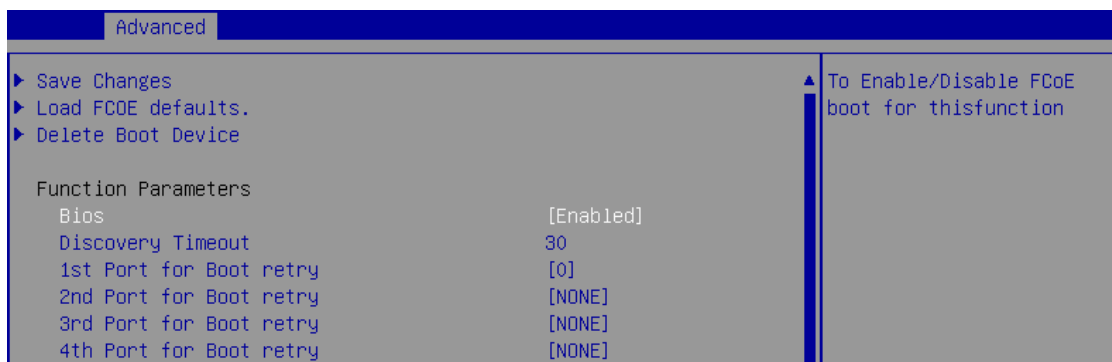 Advanced
Save Changes
Load FCOE defaults.
Delete Boot Device
Function Parameters
Bios [Enabled]
Discovery Timeout 30
1st Port for Boot retry [0]
2nd Port for Boot retry [NONE]
3rd Port for Boot retry [NONE]
4th Port for Boot retry [NONE]
To Enable/Disable FCoE
boot for thisfunction